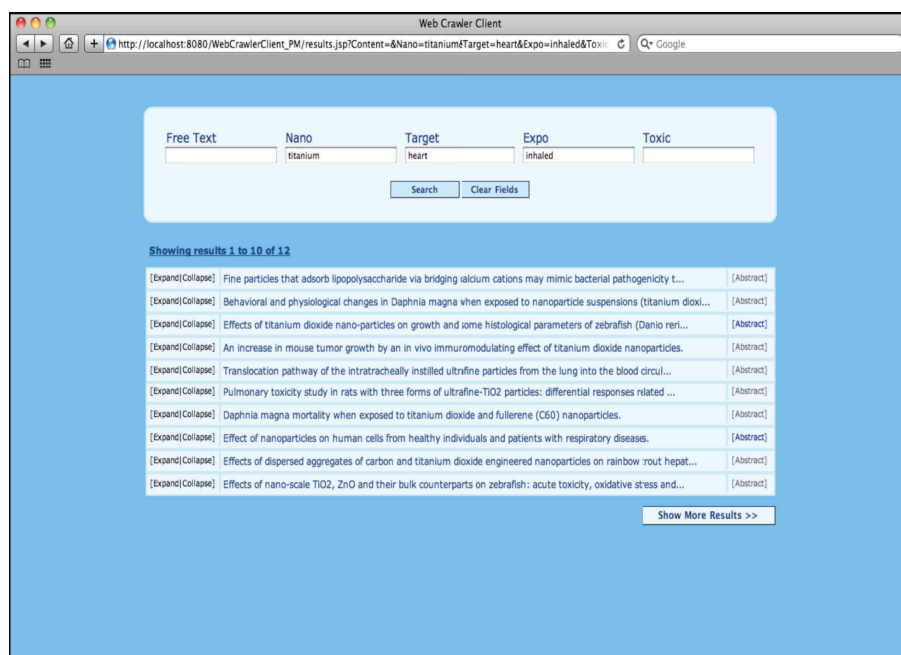 Web Crawler Client
http://localhost:8080/WebCrawlerClient_PM/results.jsp?Content=&Nano=titanium&Target=heart&Expo=inhaled&Toxic
Google
Free Text Nano Target Expo Toxic
titanium heart inhaled
Search Clear Fields
Showing results 1 to 10 of 12
[Expand|Collapse] Fine particles that adsorb lipopolysaccharide via bridging calcium cations may mimic bacterial pathogenicity t... [Abstract]
[Expand|Collapse] Behavioral and physiological changes in Daphnia magna when exposed to nanoparticle suspensions (titanium dioxi... [Abstract]
[Expand|Collapse] Effects of titanium dioxide nano-particles on growth and some histological parameters of zebrafish (Danio reri... [Abstract]
[Expand|Collapse] An increase in mouse tumor growth by an in vivo immunomodulating effect of titanium dioxide nanoparticles. [Abstract]
[Expand|Collapse] Translocation pathway of the intratracheally instilled ultrafine particles from the lung into the blood circul... [Abstract]
[Expand|Collapse] Pulmonary toxicity study in rats with three forms of ultrafine-TiO2 particles: differential responses related ... [Abstract]
[Expand|Collapse] Daphnia magna mortality when exposed to titanium dioxide and fullerene (C60) nanoparticles. [Abstract]
[Expand|Collapse] Effect of nanoparticles on human cells from healthy individuals and patients with respiratory diseases. [Abstract]
[Expand|Collapse] Effects of dispersed aggregates of carbon and titanium dioxide engineered nanoparticles on rainbow trout hepat... [Abstract]
[Expand|Collapse] Effects of nano-scale TiO2, ZnO and their bulk counterparts on zebrafish: acute toxicity, oxidative stress and... [Abstract]
Show More Results >>